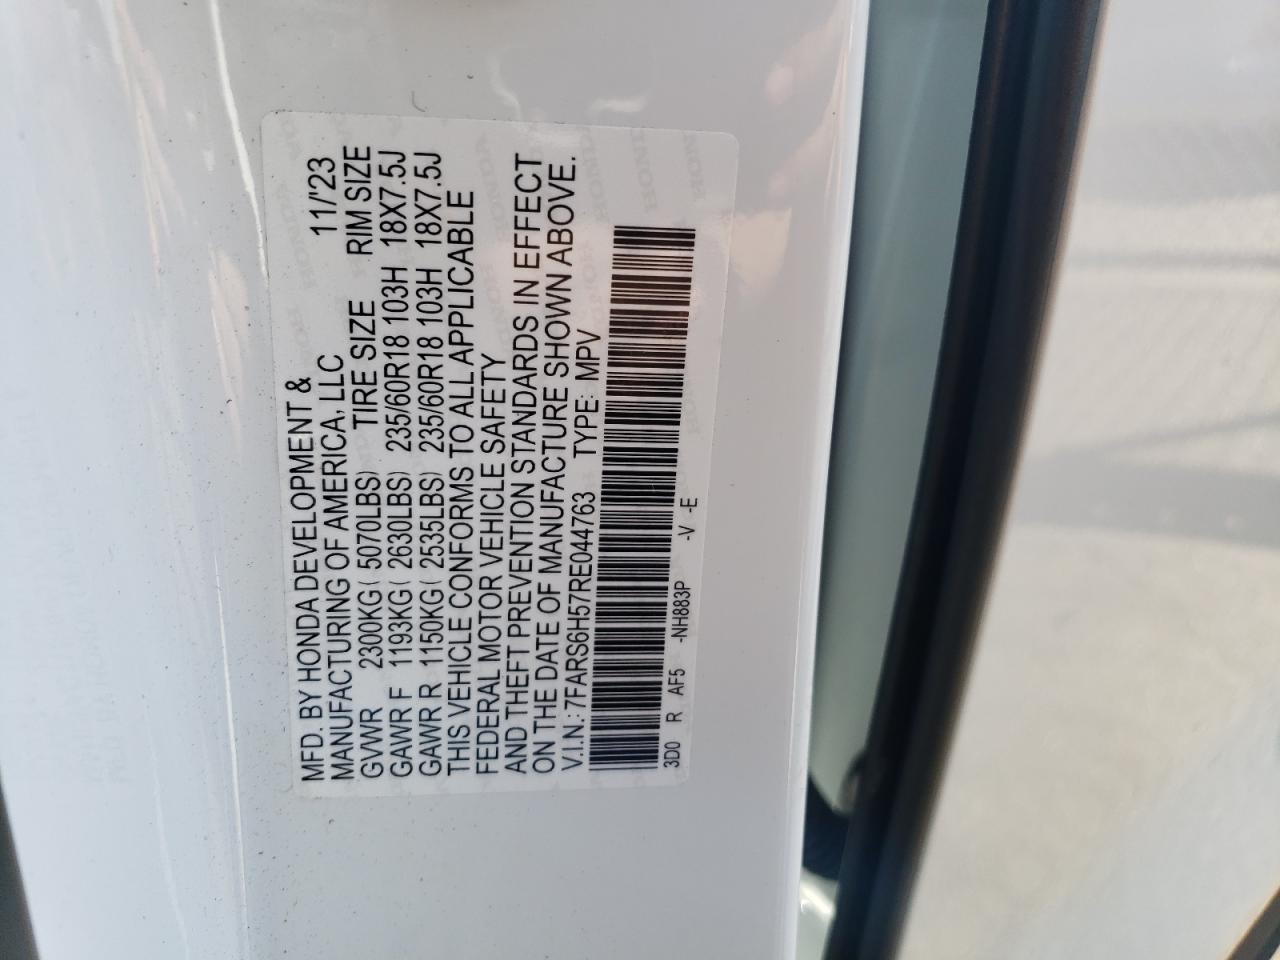 MFD. BY HONDA DEVELOPMENT &
MANUFACTURING OF AMERICA, LLC 11/'23
GVWR 2300KG( 5070LBS) TIRE SIZE RIM SIZE
GAWR F 1193KG( 2630LBS) 235/60R18 103H 18X7.5J
GAWR R 1150KG( 2535LBS) 235/60R18 103H 18X7.5J
THIS VEHICLE CONFORMS TO ALL APPLICABLE
FEDERAL MOTOR VEHICLE SAFETY
AND THEFT PREVENTION STANDARDS IN EFFECT
ON THE DATE OF MANUFACTURE SHOWN ABOVE.
V.I.N.: 7FARS6H57RE044763 TYPE: MPV
3D0 R AF5 -NH883P -V -E